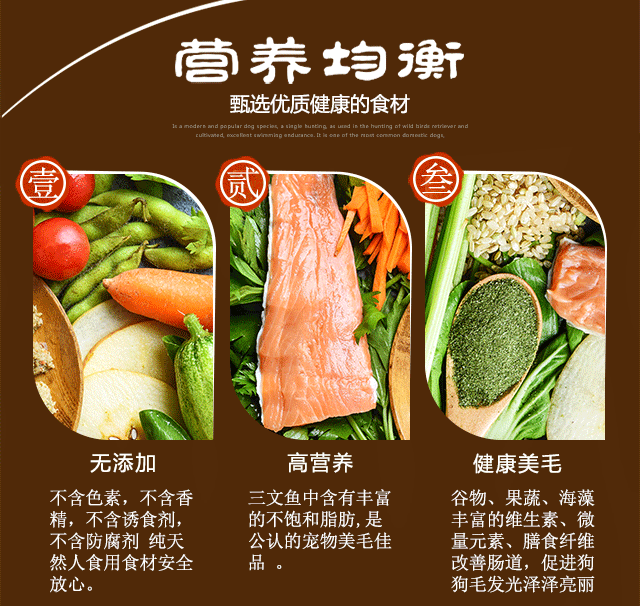 营养均衡
甄选优质健康的食材
Is a modern and popular dog species, a single hunting, as used in the hunting of wild birds retriever and
cultivated, excellent swimming endurance. It is one of the most common domestic dogs,
壹
贰
叁
无添加
不含色素，不含香
精，不含诱食剂，
不含防腐剂 纯天
然人食用食材安全
放心。
高营养
三文鱼中含有丰富
的不饱和脂肪,是
公认的宠物美毛佳
品 。
健康美毛
谷物、果蔬、海藻
丰富的维生素、微
量元素、膳食纤维
改善肠道，促进狗
狗毛发光泽泽亮丽